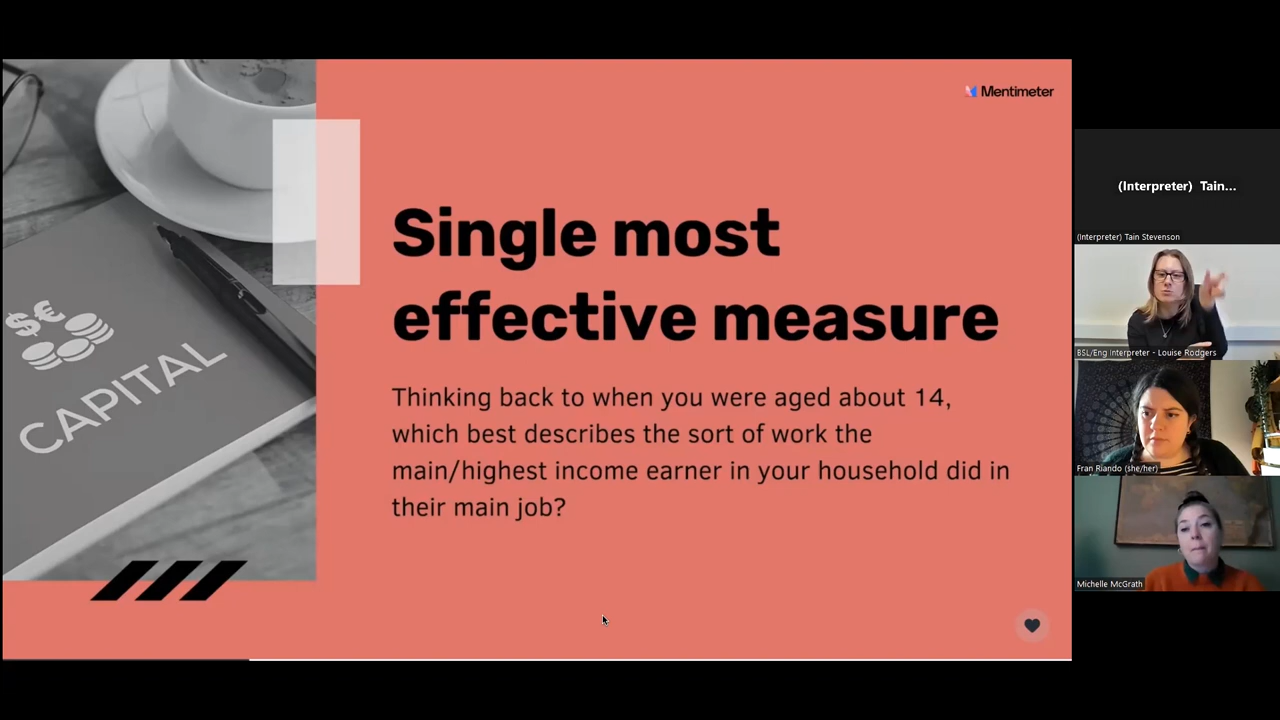 Mentimeter
$€
CAPITAL
Single most
effective measure
Thinking back to when you were aged about 14,
which best describes the sort of work the
main/highest income earner in your household did in
their main job?
(Interpreter) Tain...
(Interpreter) Tain Stevenson
BSL/Eng Interpreter - Louise Rodgers
Fran Riando (she/her)
Michelle McGrath